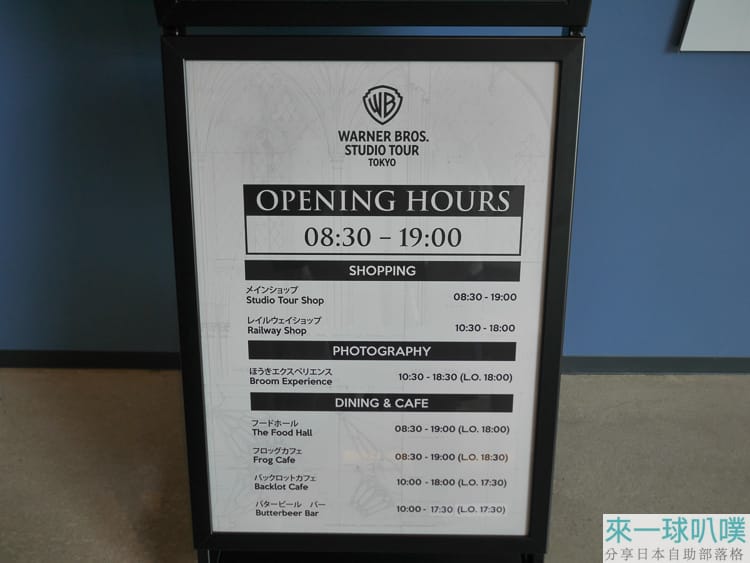 WB
WARNER BROS.
STUDIO TOUR
TOKYO
OPENING HOURS
08:30 – 19:00
SHOPPING
メインショップ
Studio Tour Shop 08:30 - 19:00
レイルウェイショップ
Railway Shop 10:30 - 18:00
PHOTOGRAPHY
ほうきエクスペリエンス
Broom Experience 10:30 - 18:30 (L.O. 18:00)
DINING & CAFE
フードホール
The Food Hall 08:30 - 19:00 (L.O. 18:00)
フロッグカフェ
Frog Cafe 08:30 - 19:00 (L.O. 18:30)
バックロットカフェ
Backlot Cafe 10:00 - 18:00 (L.O. 17:30)
バタービール バー
Butterbeer Bar 10:00 - 17:30 (L.O. 17:30)
來一球叭噗
分享日本自助部落格